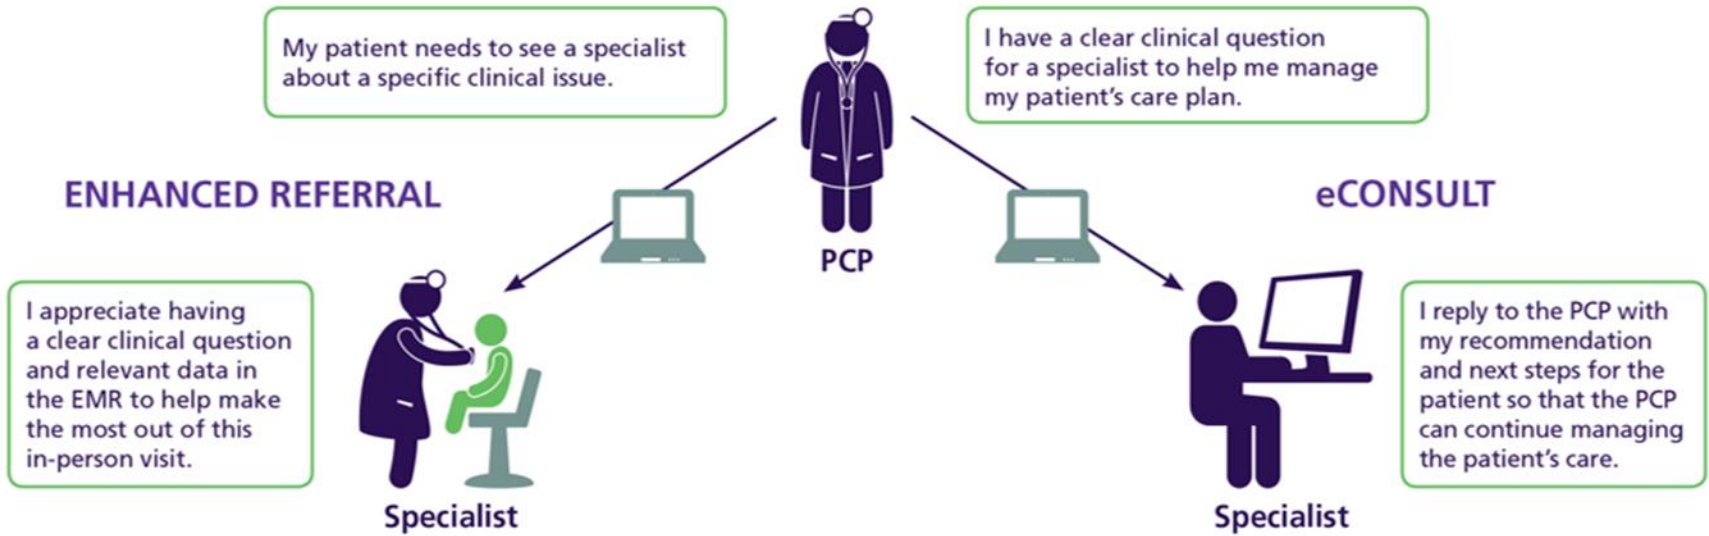 My patient needs to see a specialist
about a specific clinical issue.
I have a clear clinical question
for a specialist to help me manage
my patient's care plan.
ENHANCED REFERRAL
eCONSULT
PCP
I appreciate having
a clear clinical question
and relevant data in
the EMR to help make
the most out of this
in-person visit.
I reply to the PCP with
my recommendation
and next steps for the
patient so that the PCP
can continue managing
the patient's care.
Specialist
Specialist